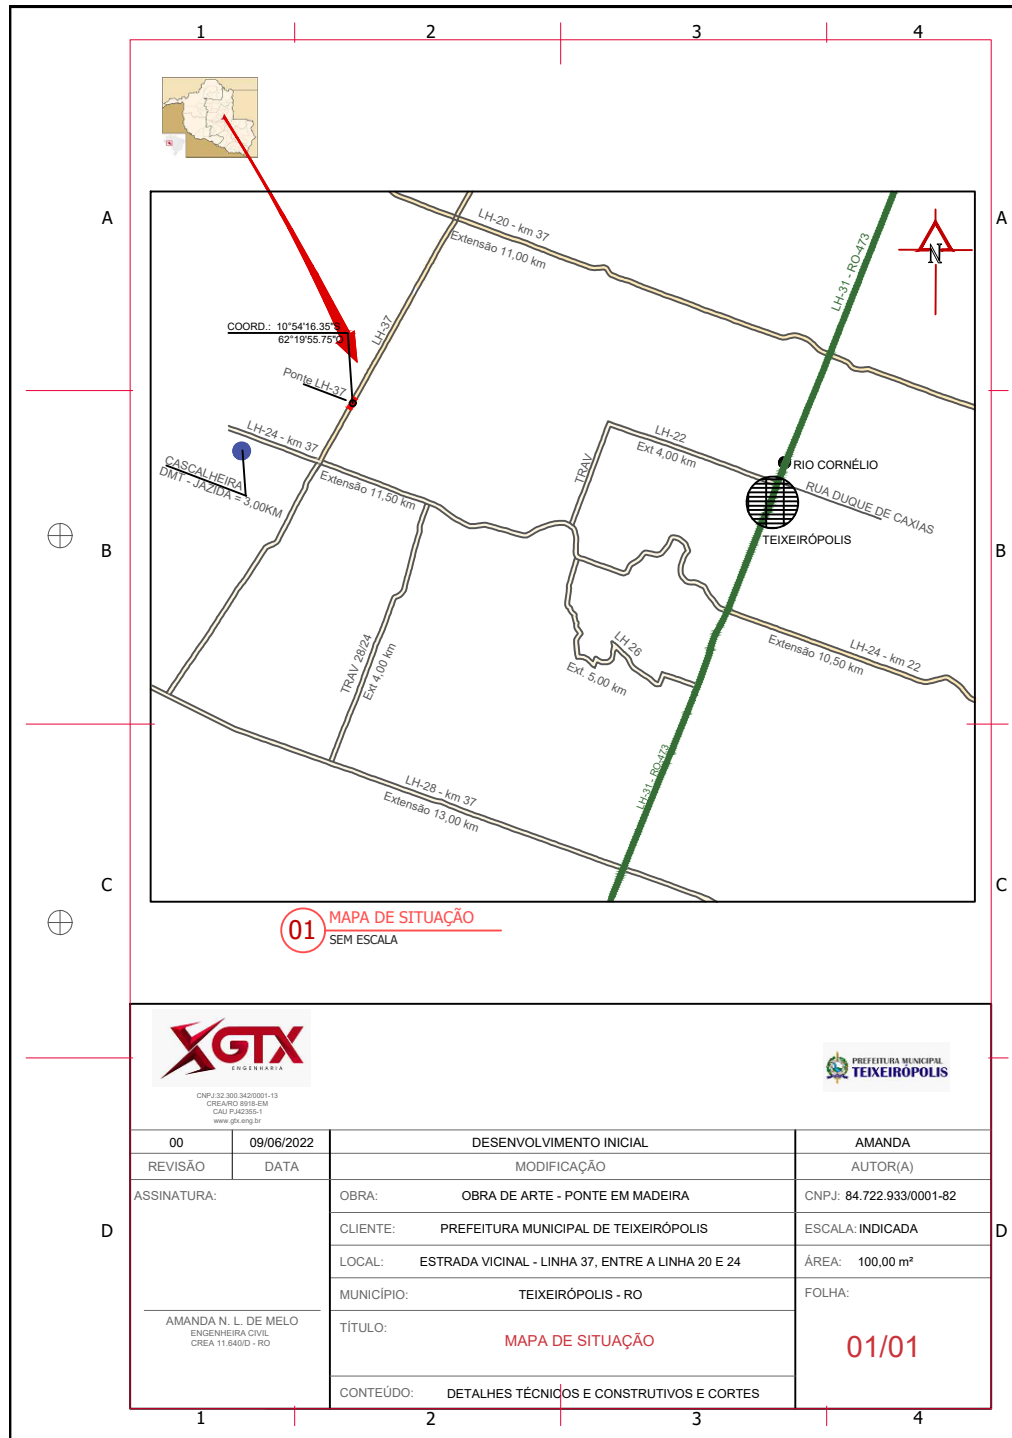 1 2 3 4
A A
LH-20 - km 37
Extensão 11,00 km
LH-31 - RO-473
N
LH-37
COORD.: 10°54'16.35"S
62°19'55.75"O
Ponte LH-37
LH-24 - km 37
Extensão 11,50 km
CASCALHEIRA
DMT - JAZIDA = 3,00KM
LH-22
Ext 4,00 km
TRAV
RIO CORNÉLIO
RUA DUQUE DE CAXIAS
TEIXEIRÓPOLIS
B B
TRAV 28/24
Ext 4,00 km
LH 26
Ext. 5,00 km
LH-24 - km 22
Extensão 10,50 km
LH-31 - RO-473
LH-28 - km 37
Extensão 13,00 km
C C
01
MAPA DE SITUAÇÃO
SEM ESCALA
GTX
ENGENHARIA
CNPJ:32.300.342/0001-13
CREA/RO 8918-EM
CAU PJ42355-1
www.gtx.eng.br
PREFEITURA MUNICIPAL
TEIXEIRÓPOLIS
00 09/06/2022 DESENVOLVIMENTO INICIAL AMANDA
REVISÃO DATA MODIFICAÇÃO AUTOR(A)
ASSINATURA:
AMANDA N. L. DE MELO
ENGENHEIRA CIVIL
CREA 11.640/D - RO
OBRA: OBRA DE ARTE - PONTE EM MADEIRA
CNPJ: 84.722.933/0001-82
CLIENTE: PREFEITURA MUNICIPAL DE TEIXEIRÓPOLIS
ESCALA: INDICADA
LOCAL: ESTRADA VICINAL - LINHA 37, ENTRE A LINHA 20 E 24
ÁREA: 100,00 m²
MUNICÍPIO: TEIXEIRÓPOLIS - RO
FOLHA:
01/01
TÍTULO: MAPA DE SITUAÇÃO
CONTEÚDO: DETALHES TÉCNICOS E CONSTRUTIVOS E CORTES
D D
1 2 3 4